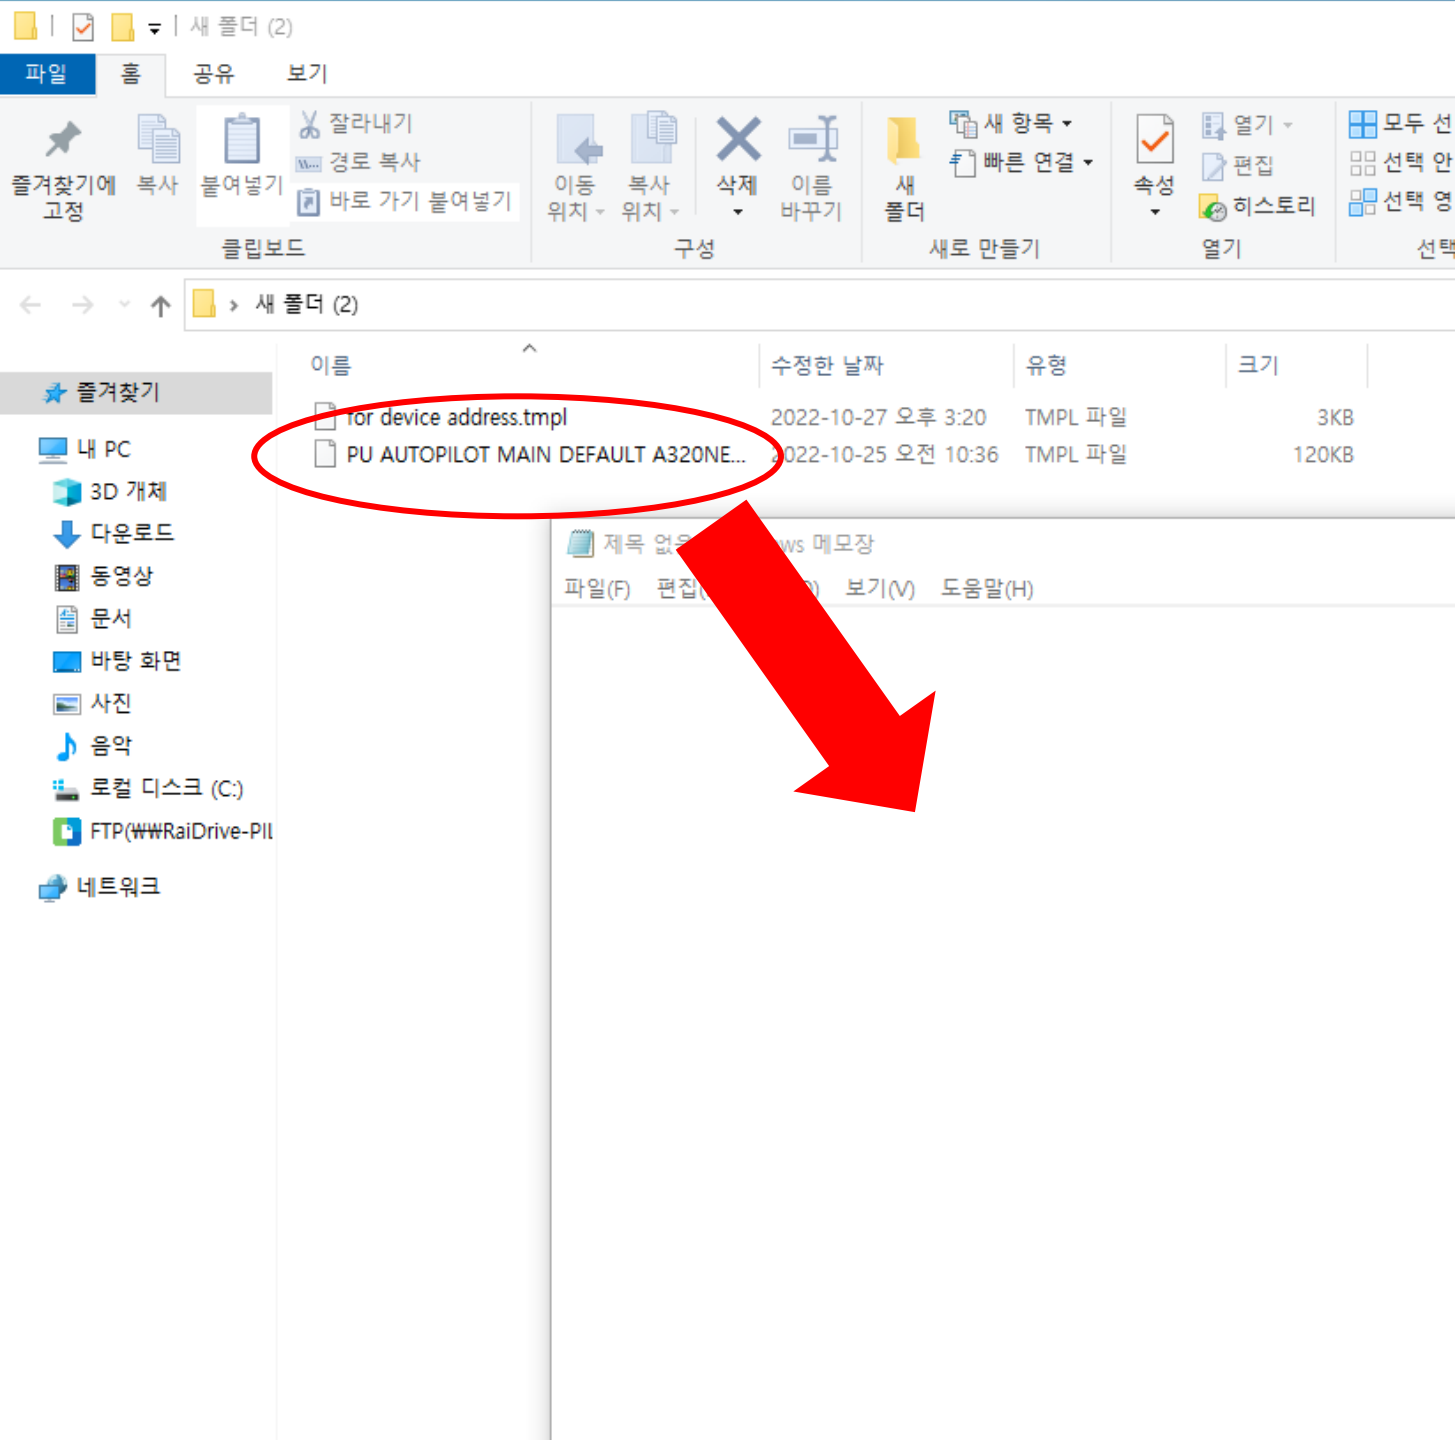 새 폴더 (2)
파일 홈 공유 보기
즐겨찾기에 고정
복사
붙여넣기
잘라내기
경로 복사
바로 가기 붙여넣기
클립보드
이동 위치
복사 위치
삭제
이름 바꾸기
구성
새 폴더
새 항목
빠른 연결
새로 만들기
속성
열기
편집
히스토리
열기
모두 선
선택 안
선택 영
선택
새 폴더 (2)
이름 수정한 날짜 유형 크기
for device address.tmpl 2022-10-27 오후 3:20 TMPL 파일 3KB
PU AUTOPILOT MAIN DEFAULT A320NE... 2022-10-25 오전 10:36 TMPL 파일 120KB
즐겨찾기
내 PC
3D 개체
다운로드
동영상
문서
바탕 화면
사진
음악
로컬 디스크 (C:)
FTP(₩₩RaiDrive-PIL
네트워크
제목 메모장
파일(F) 보기(V) 도움말(H)